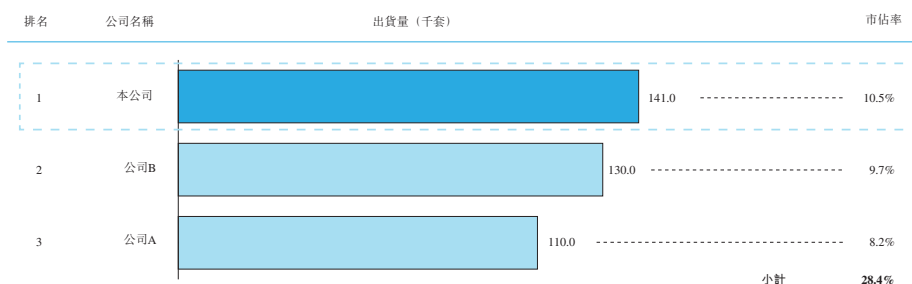 排名 公司名稱 出貨量（千套） 市佔率
1 本公司 141.0 10.5%
2 公司B 130.0 9.7%
3 公司A 110.0 8.2%
小計 28.4%